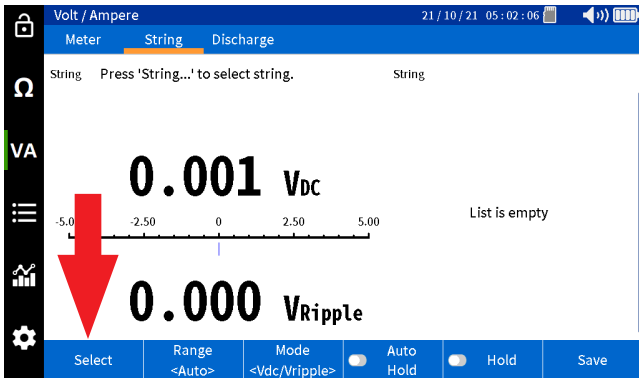 Volt / Ampere 21 / 10 / 21 05 : 02 : 06
Meter String Discharge
String Press 'String...' to select string. String
Ω
VA
0.001 VDC
-5.0 -2.50 0 2.50 5.00
List is empty
0.000 VRipple
Select Range <Auto> Mode <Vdc/Vripple> Auto Hold Hold Save